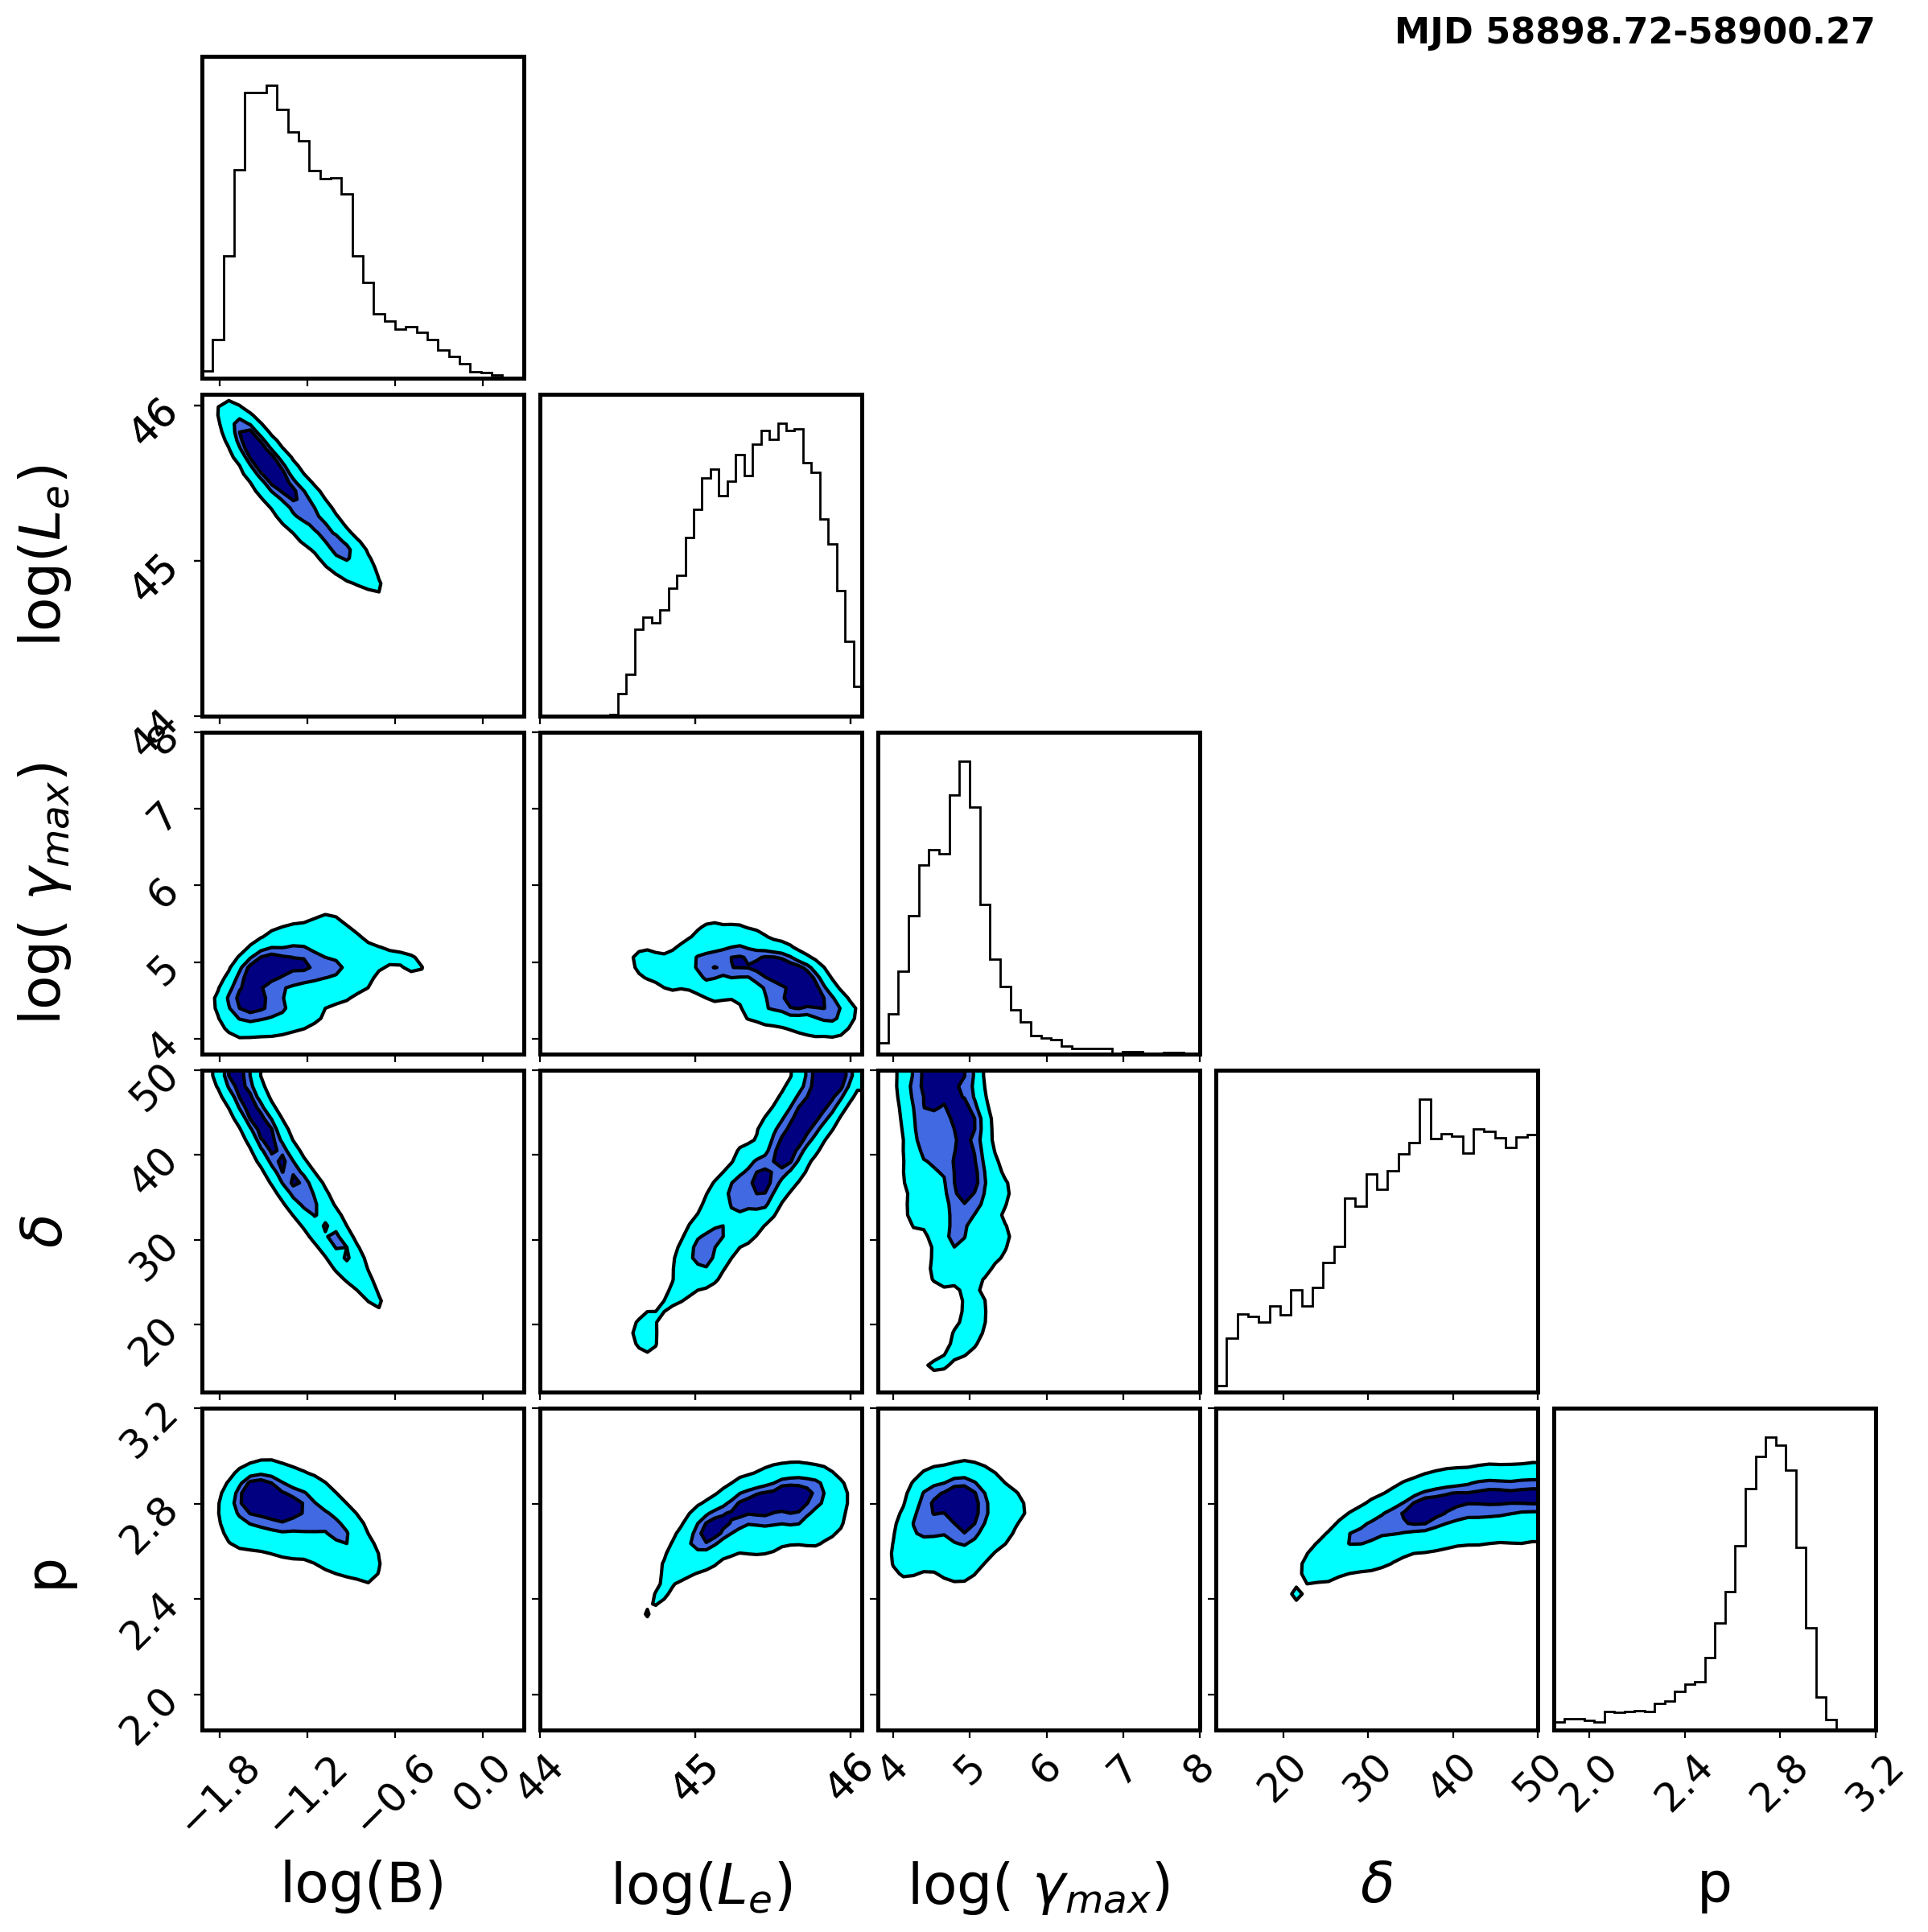 MJD 58898.72-58900.27
46
45
44
log(Lₑ)
8
7
6
5
4
log( γₘₐₓ)
50
40
30
20
δ
3.2
2.8
2.4
2.0
p
−1.8 −1.2 −0.6 0.0 44 45 46 4 5 6 7 8 20 30 40 50 2.0 2.4 2.8 3.2
log(B) log(Lₑ) log( γₘₐₓ) δ p